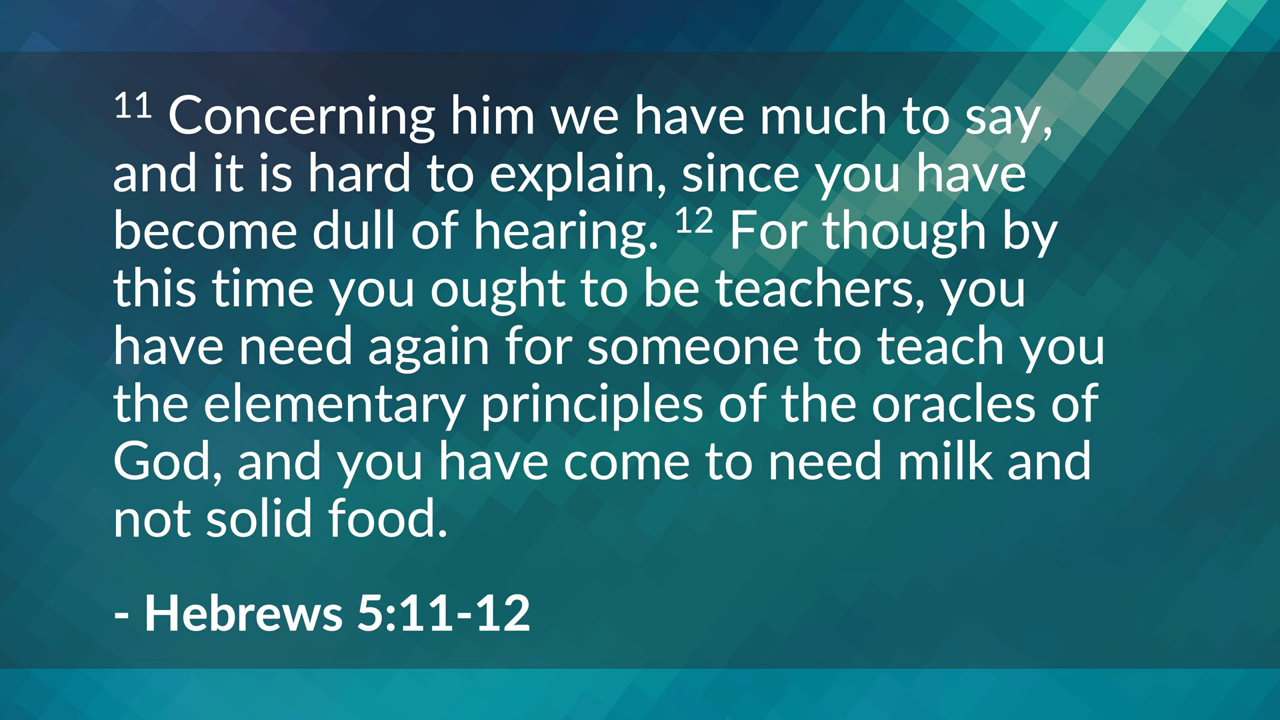 11 Concerning him we have much to say,
and it is hard to explain, since you have
become dull of hearing. 12 For though by
this time you ought to be teachers, you
have need again for someone to teach you
the elementary principles of the oracles of
God, and you have come to need milk and
not solid food.
- Hebrews 5:11-12